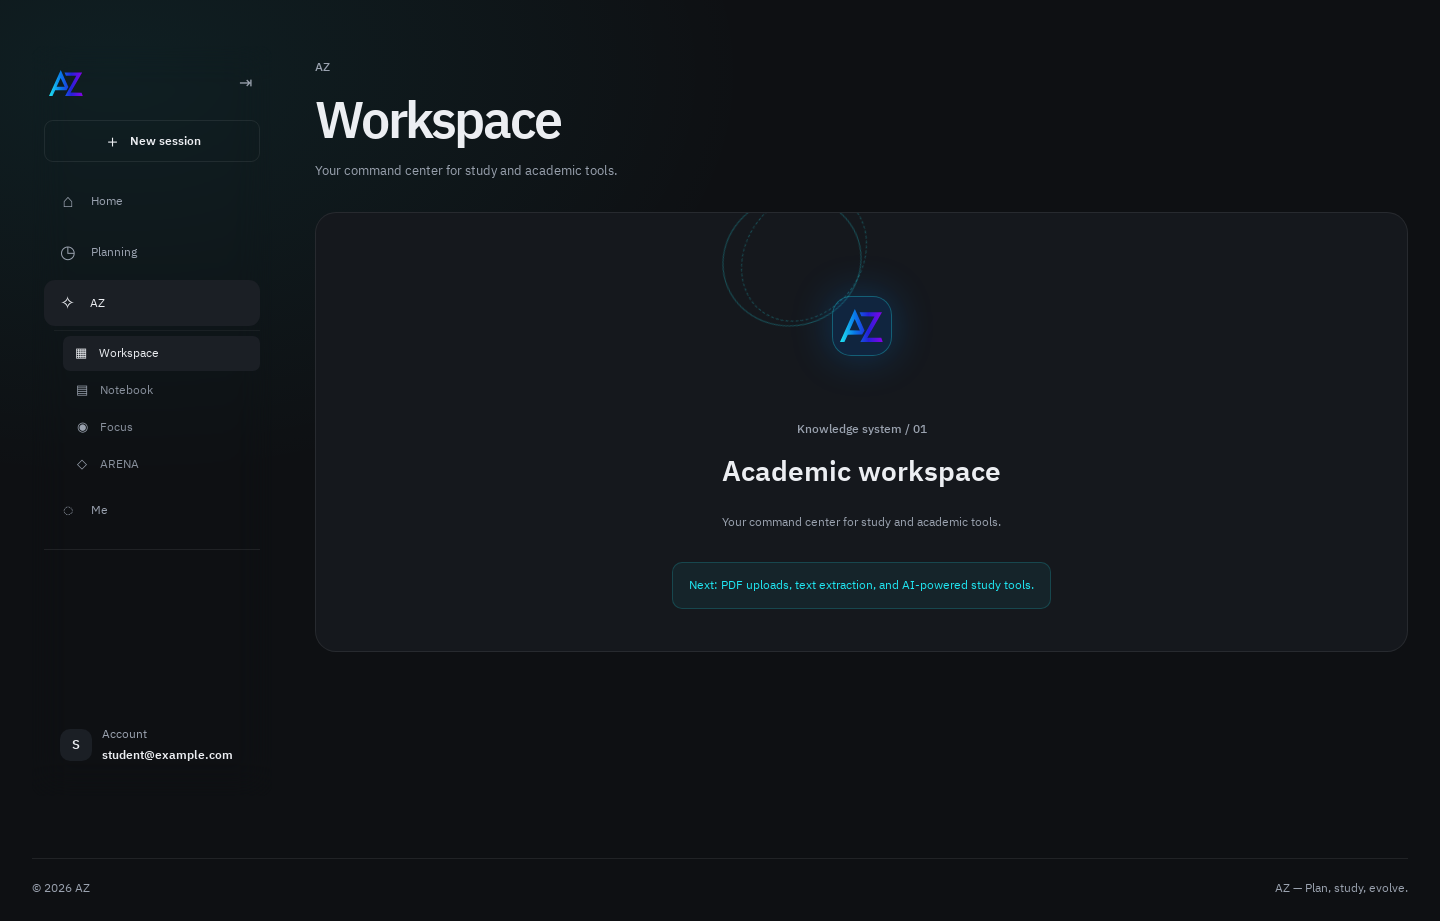 AZ
New session
Home
Planning
AZ
Workspace
Notebook
Focus
ARENA
Me
Account
S
student@example.com
AZ
Workspace
Your command center for study and academic tools.
AZ
Knowledge system / 01
Academic workspace
Your command center for study and academic tools.
Next: PDF uploads, text extraction, and AI-powered study tools.
© 2026 AZ
AZ — Plan, study, evolve.